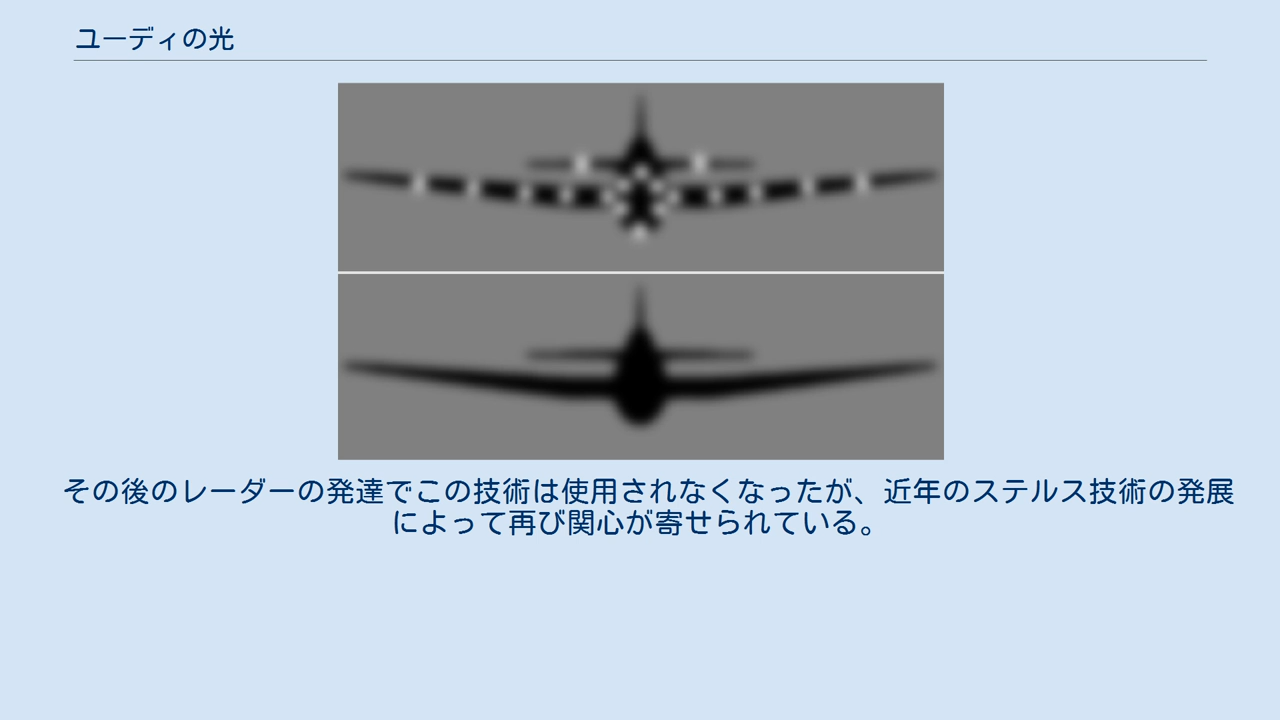 ユーディの光
その後のレーダーの発達でこの技術は使用されなくなったが、近年のステルス技術の発展
によって再び関心が寄せられている。